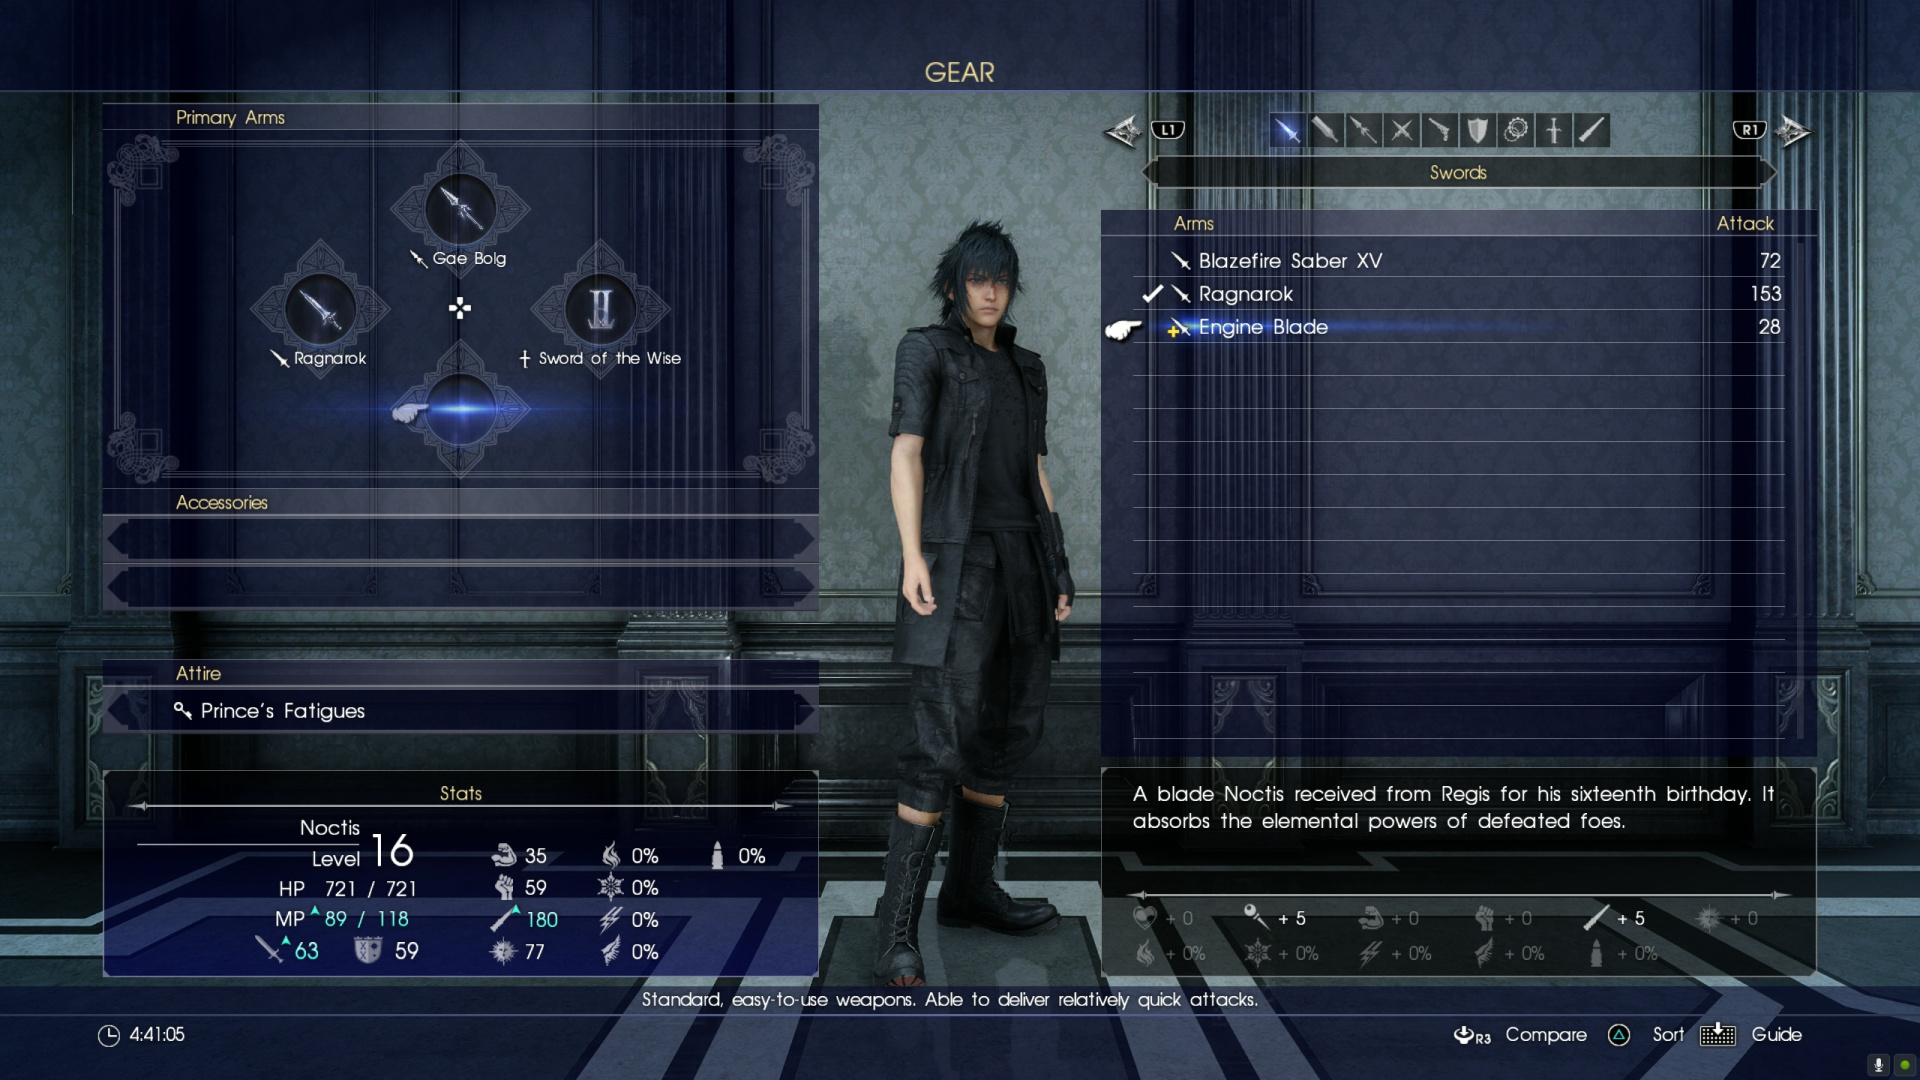 GEAR
Primary Arms
Gae Bolg
Ragnarok
Sword of the Wise
Accessories
Attire
Prince's Fatigues
Stats
Noctis
Level 16
HP 721 / 721
MP 89 / 118
63
59
35
59
180
77
0%
0%
0%
0%
0%
L1
R1
Swords
Arms Attack
Blazefire Saber XV 72
Ragnarok 153
Engine Blade 28
A blade Noctis received from Regis for his sixteenth birthday. It
absorbs the elemental powers of defeated foes.
+ 0 + 5 + 0 + 0 + 5 + 0
+ 0% + 0% + 0% + 0% + 0%
Standard, easy-to-use weapons. Able to deliver relatively quick attacks.
4:41:05
R3 Compare Sort Guide